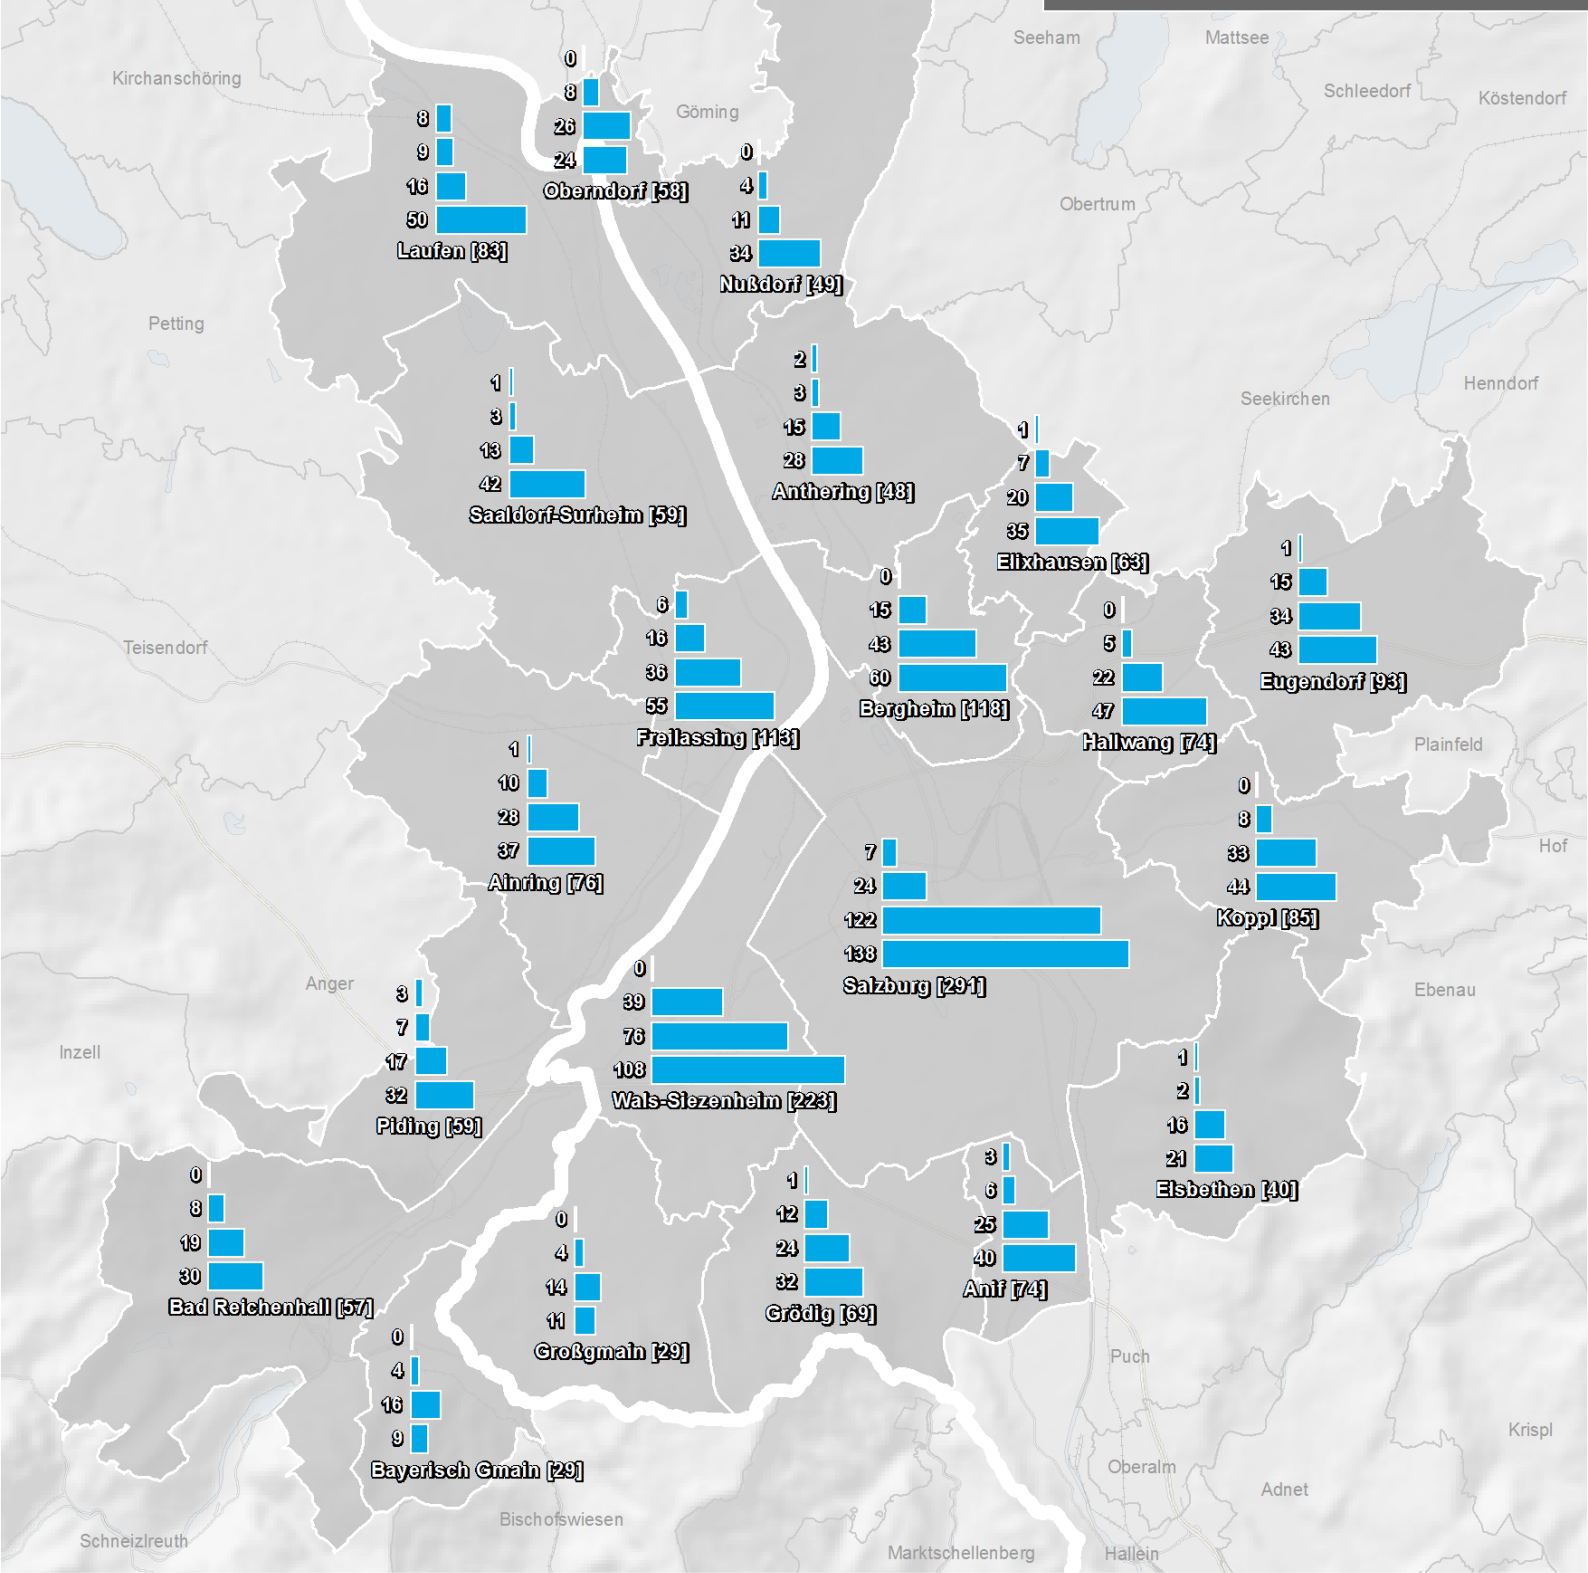 Seeham
Mattsee
Kirchanschöring
Schleedorf
Köstendorf
Göming
0
8
26
24
Oberndorf [58]
8
9
16
50
Laufen [83]
0
4
11
34
Nußdorf [49]
Obertrum
Petting
Seekirchen
Henndorf
2
3
15
28
Anthering [48]
1
3
13
42
Saaldorf-Surheim [59]
1
7
20
35
Elixhausen [63]
1
15
34
43
Eugendorf [93]
0
15
43
60
Bergheim [118]
6
16
36
55
Freilassing [113]
0
5
22
47
Hallwang [74]
Teisendorf
Plainfeld
1
10
28
37
Ainring [76]
0
8
33
44
Koppl [85]
Hof
7
24
122
138
Salzburg [291]
Anger
Ebenau
Inzell
3
7
17
32
Piding [59]
0
39
76
108
Wals-Siezenheim [223]
1
2
16
21
Elsbethen [40]
0
8
19
30
Bad Reichenhall [57]
0
4
14
11
Großgmain [29]
1
12
24
32
Grödig [69]
3
6
25
40
Anif [74]
0
4
16
9
Bayerisch Gmain [29]
Puch
Krispl
Oberalm
Adnet
Bischofswiesen
Schneizlreuth
Marktschellenberg
Hallein